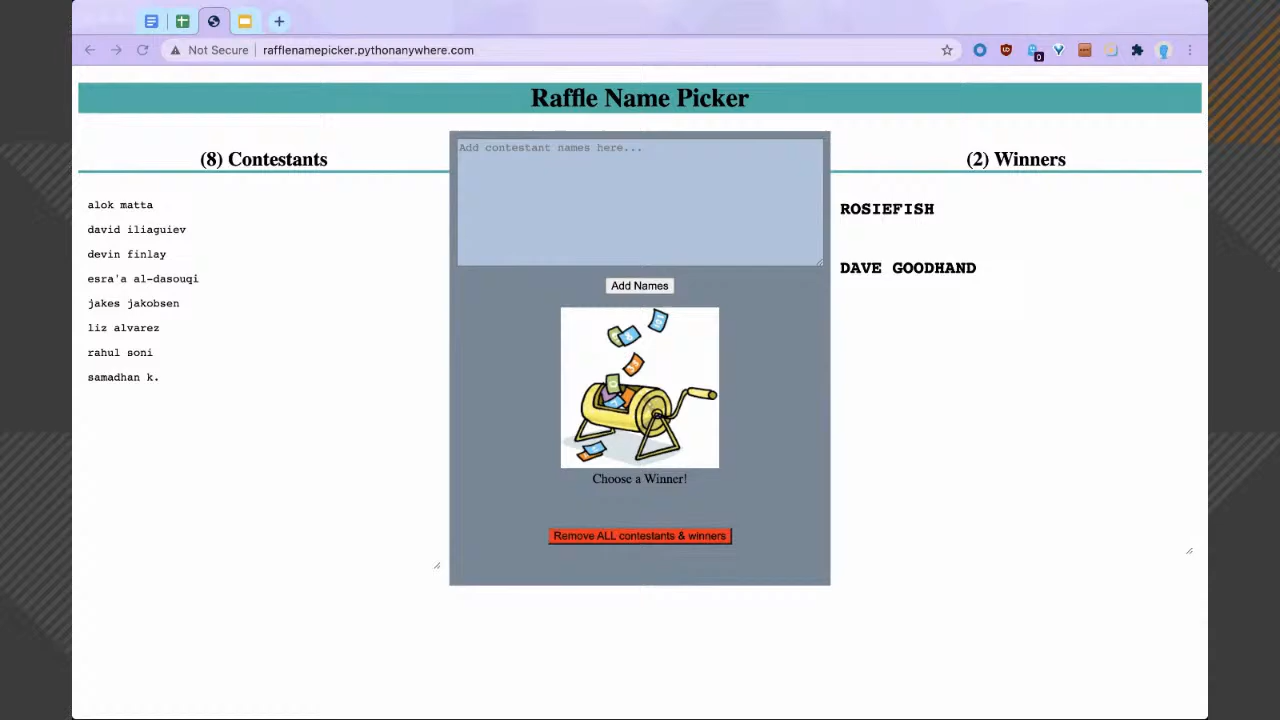 Not Secure
rafflenamepicker.pythonanywhere.com
0
Raffle Name Picker
(8) Contestants
alok matta
david iliaguiev
devin finlay
esra'a al-dasouqi
jakes jakobsen
liz alvarez
rahul soni
samadhan k.
Add contestant names here...
Add Names
Choose a Winner!
Remove ALL contestants & winners
(2) Winners
ROSIEFISH
DAVE GOODHAND